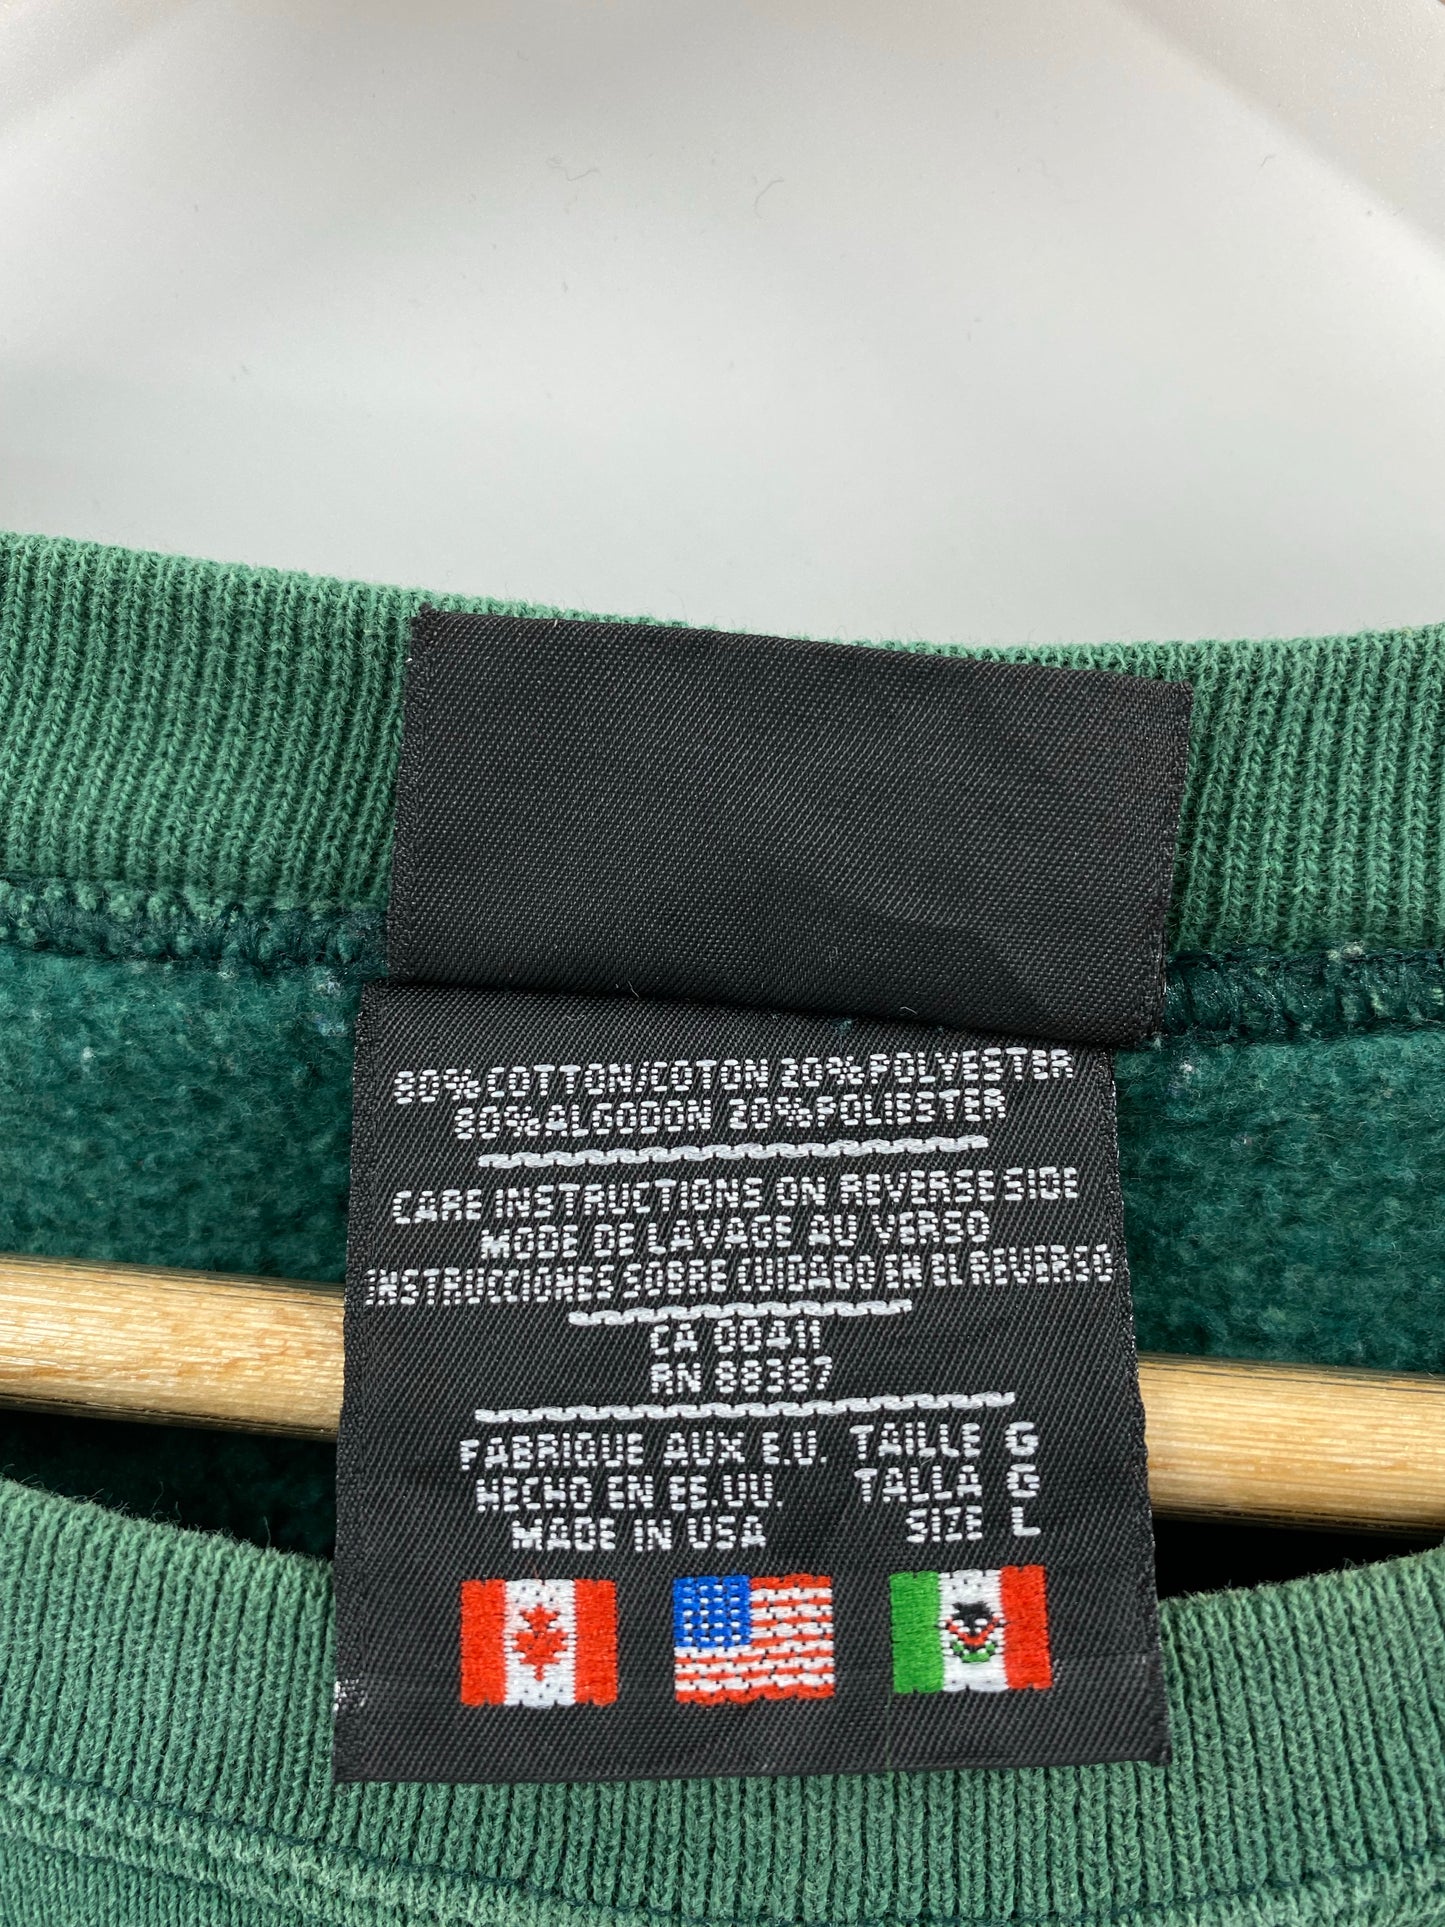 80% COTTON/COTON 20% POLYESTER
80% ALGODON 20% POLIESTER
CARE INSTRUCTIONS ON REVERSE SIDE
MODE DE LAVAGE AU VERSO
INSTRUCCIONES SOBRE CUIDADO EN EL REVERSO
CA 00411
RN 88387
FABRIQUE AUX E.U. TAILLE G
HECHO EN EE.UU. TALLA G
MADE IN USA SIZE L